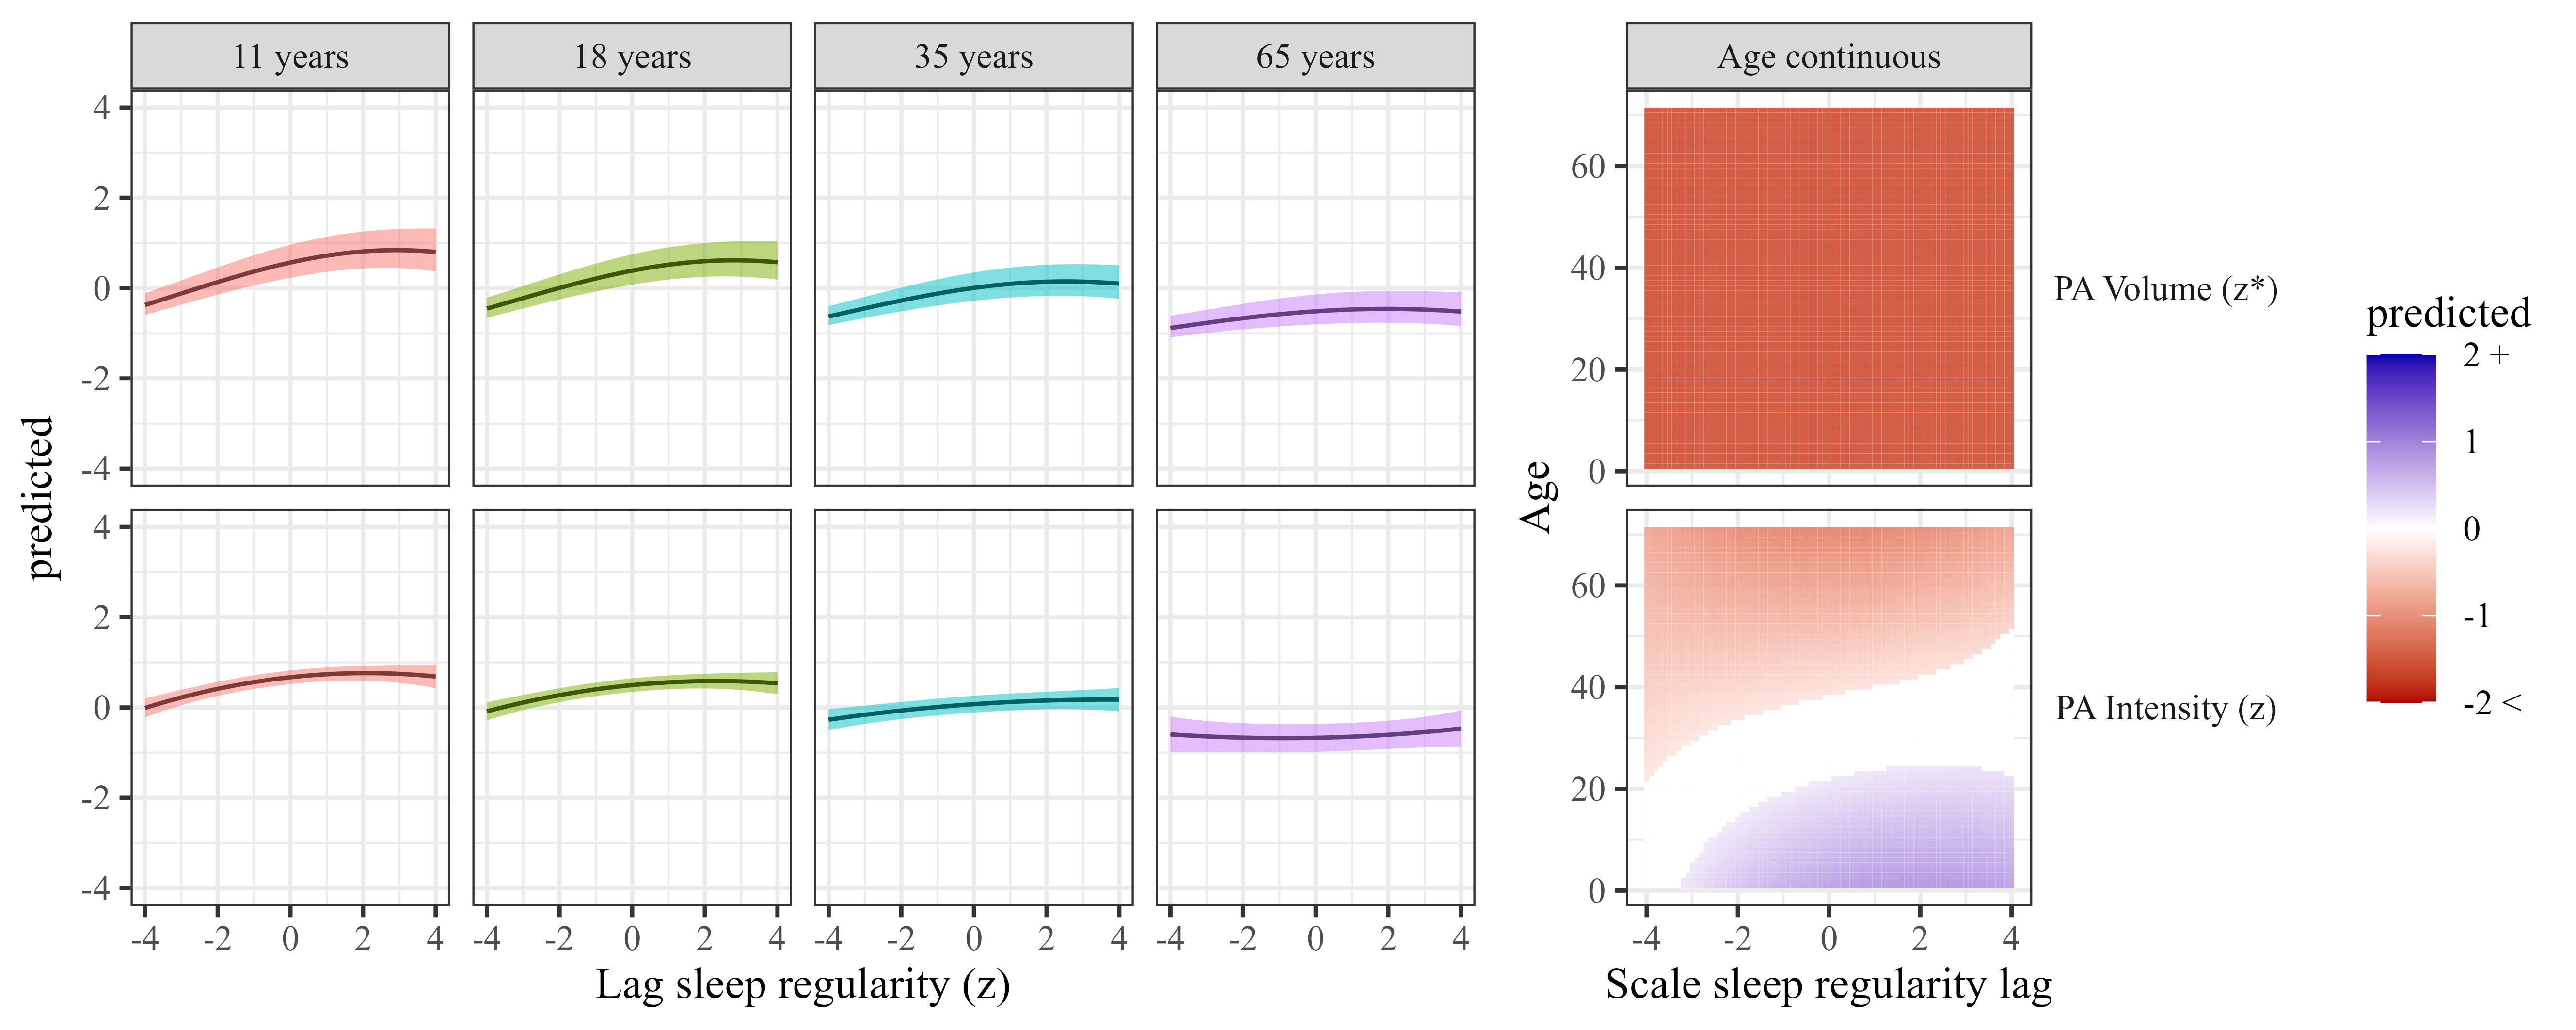 11 years
18 years
35 years
65 years
Age continuous
4
2
0
-2
-4
60
40
20
0
PA Volume (z*)
predicted
2 +
1
0
-1
-2 <
predicted
Age
4
2
0
-2
-4
60
40
20
0
PA Intensity (z)
-4 -2 0 2 4
-4 -2 0 2 4
-4 -2 0 2 4
-4 -2 0 2 4
-4 -2 0 2 4
Lag sleep regularity (z)
Scale sleep regularity lag